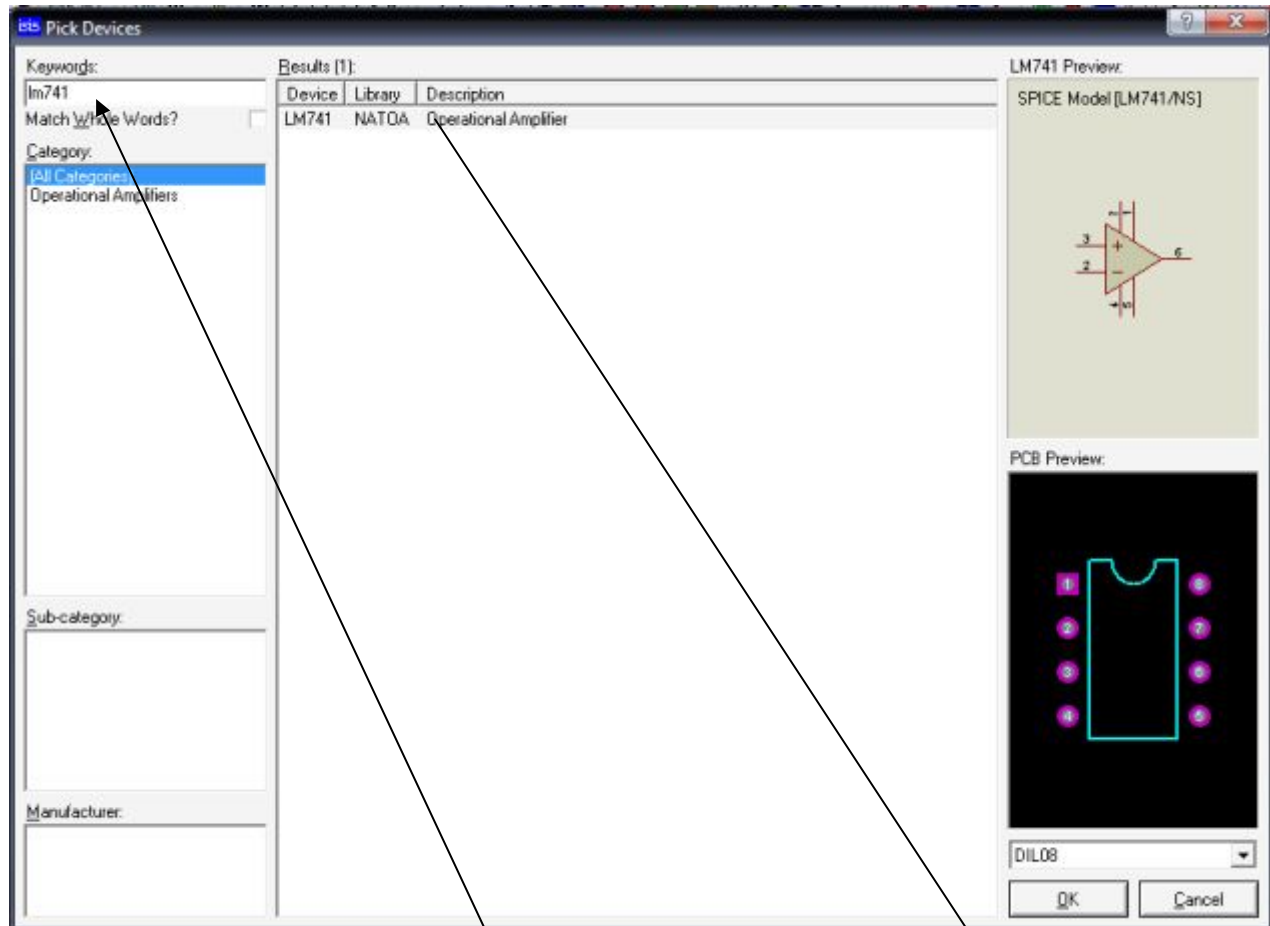 isis Pick Devices
Keywords:
lm741
Match Whole Words?
Category:
(All Categories)
Operational Amplifiers
Sub-category:
Manufacturer:
Results (1):
Device Library Description
LM741 NATOA Operational Amplifier
LM741 Preview:
SPICE Model [LM741/NS]
3
2
6
+
−
PCB Preview:
1 8
2 7
3 6
4 5
DIL08
OK Cancel